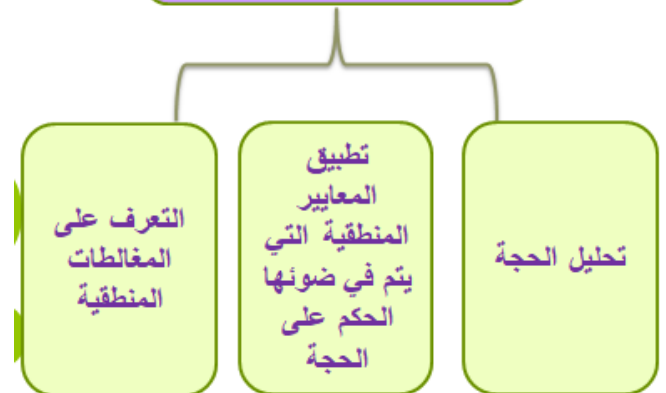 تحليل الحجة
تطبيق
المعايير
المنطقية التي
يتم في ضوئها
الحكم على
الحجة
التعرف على
المغالطات
المنطقية